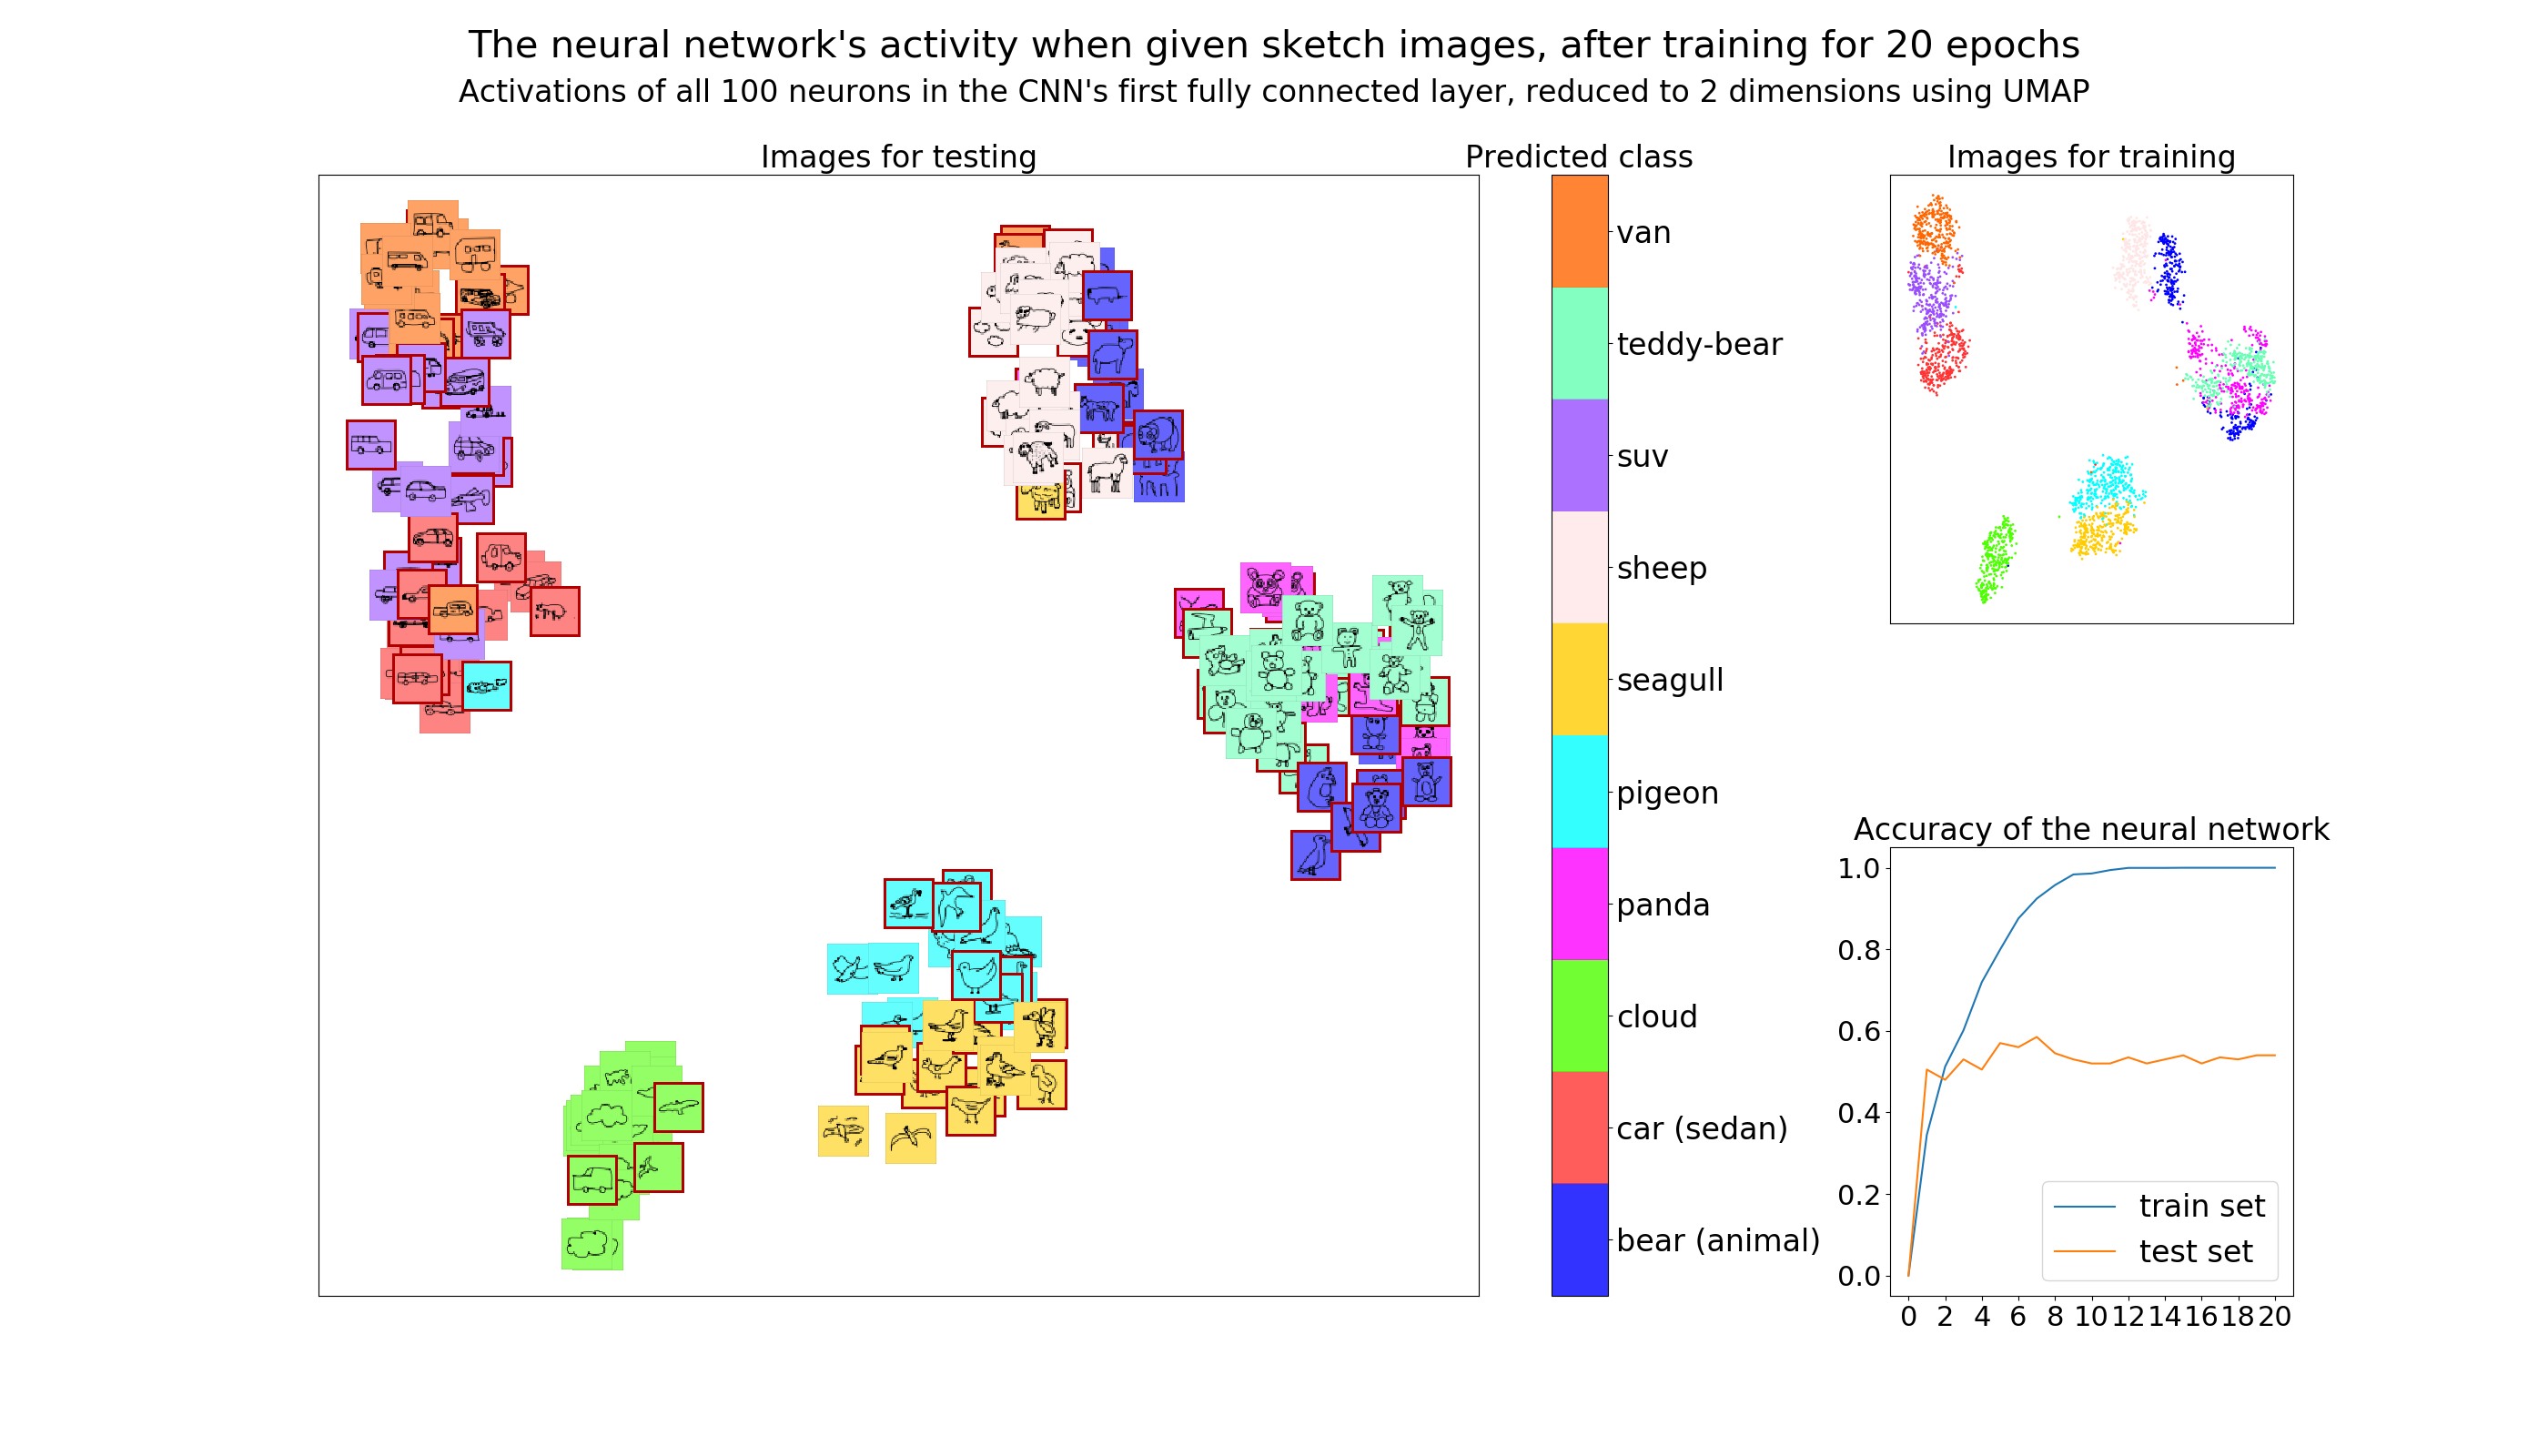 The neural network's activity when given sketch images, after training for 20 epochs
Activations of all 100 neurons in the CNN's first fully connected layer, reduced to 2 dimensions using UMAP
Images for testing
Predicted class
van
teddy-bear
suv
sheep
seagull
pigeon
panda
cloud
car (sedan)
bear (animal)
Images for training
Accuracy of the neural network
1.0
0.8
0.6
0.4
0.2
0.0
train set
test set
0 2 4 6 8 10 12 14 16 18 20